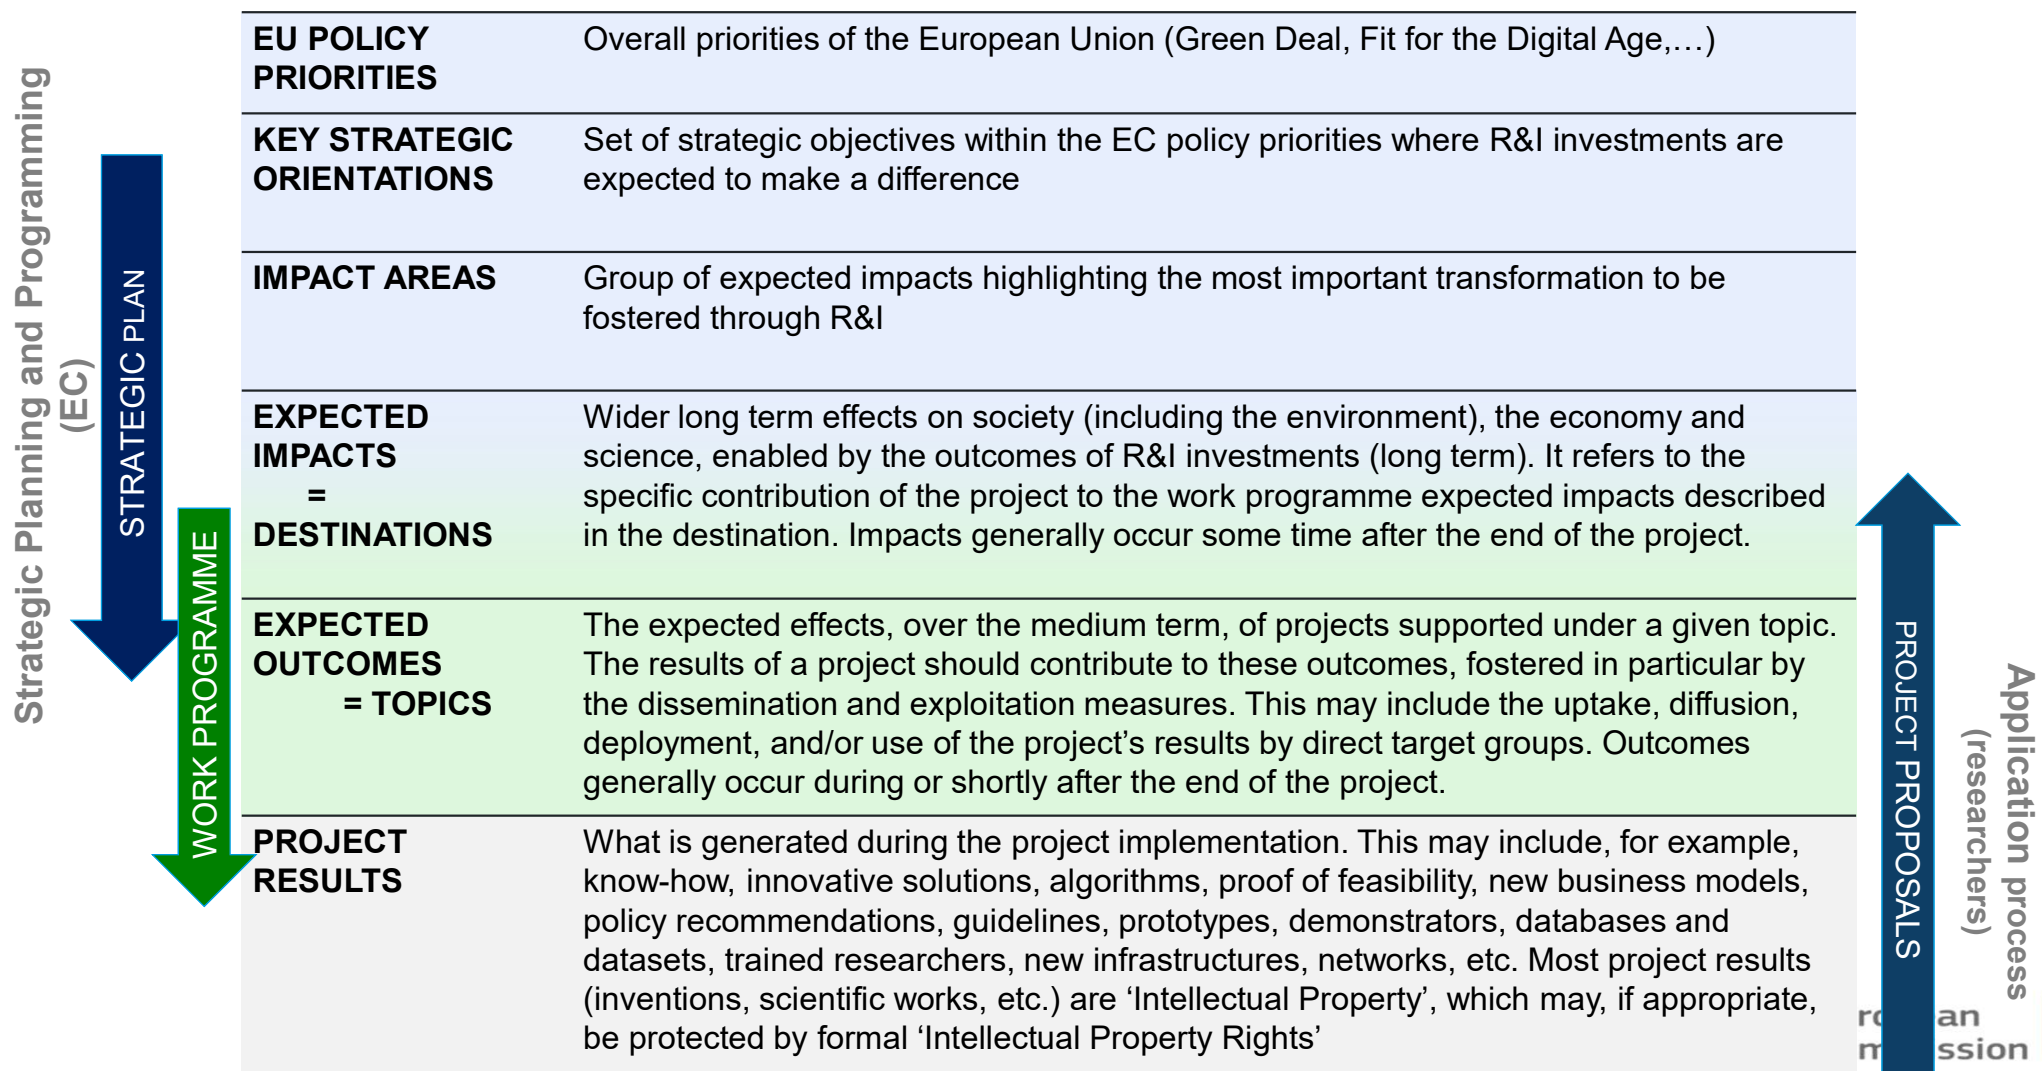 Strategic Planning and Programming
(EC)
STRATEGIC PLAN
WORK PROGRAMME
EU POLICY
PRIORITIES
Overall priorities of the European Union (Green Deal, Fit for the Digital Age,…)
KEY STRATEGIC
ORIENTATIONS
Set of strategic objectives within the EC policy priorities where R&I investments are
expected to make a difference
IMPACT AREAS
Group of expected impacts highlighting the most important transformation to be
fostered through R&I
EXPECTED
IMPACTS
=
DESTINATIONS
Wider long term effects on society (including the environment), the economy and
science, enabled by the outcomes of R&I investments (long term). It refers to the
specific contribution of the project to the work programme expected impacts described
in the destination. Impacts generally occur some time after the end of the project.
EXPECTED
OUTCOMES
= TOPICS
The expected effects, over the medium term, of projects supported under a given topic.
The results of a project should contribute to these outcomes, fostered in particular by
the dissemination and exploitation measures. This may include the uptake, diffusion,
deployment, and/or use of the project’s results by direct target groups. Outcomes
generally occur during or shortly after the end of the project.
PROJECT
RESULTS
What is generated during the project implementation. This may include, for example,
know-how, innovative solutions, algorithms, proof of feasibility, new business models,
policy recommendations, guidelines, prototypes, demonstrators, databases and
datasets, trained researchers, new infrastructures, networks, etc. Most project results
(inventions, scientific works, etc.) are ‘Intellectual Property’, which may, if appropriate,
be protected by formal ‘Intellectual Property Rights’
PROJECT PROPOSALS
Application process
(researchers)